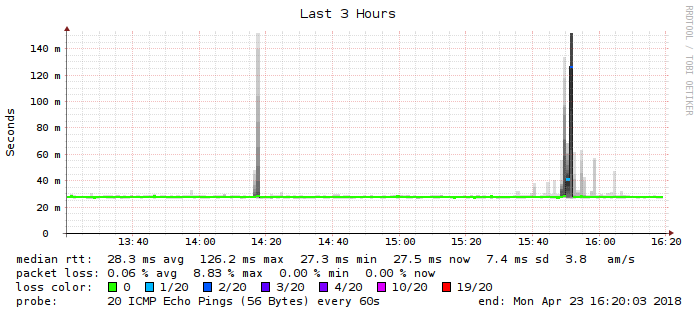 Last 3 Hours
RRDTOOL / TOBI OETIKER
Seconds
140 m
120 m
100 m
80 m
60 m
40 m
20 m
0
13:40 14:00 14:20 14:40 15:00 15:20 15:40 16:00 16:20
median rtt: 28.3 ms avg 126.2 ms max 27.3 ms min 27.5 ms now 7.4 ms sd 3.8 am/s
packet loss: 0.06 % avg 8.83 % max 0.00 % min 0.00 % now
loss color: 0 1/20 2/20 3/20 4/20 10/20 19/20
probe: 20 ICMP Echo Pings (56 Bytes) every 60s end: Mon Apr 23 16:20:03 2018